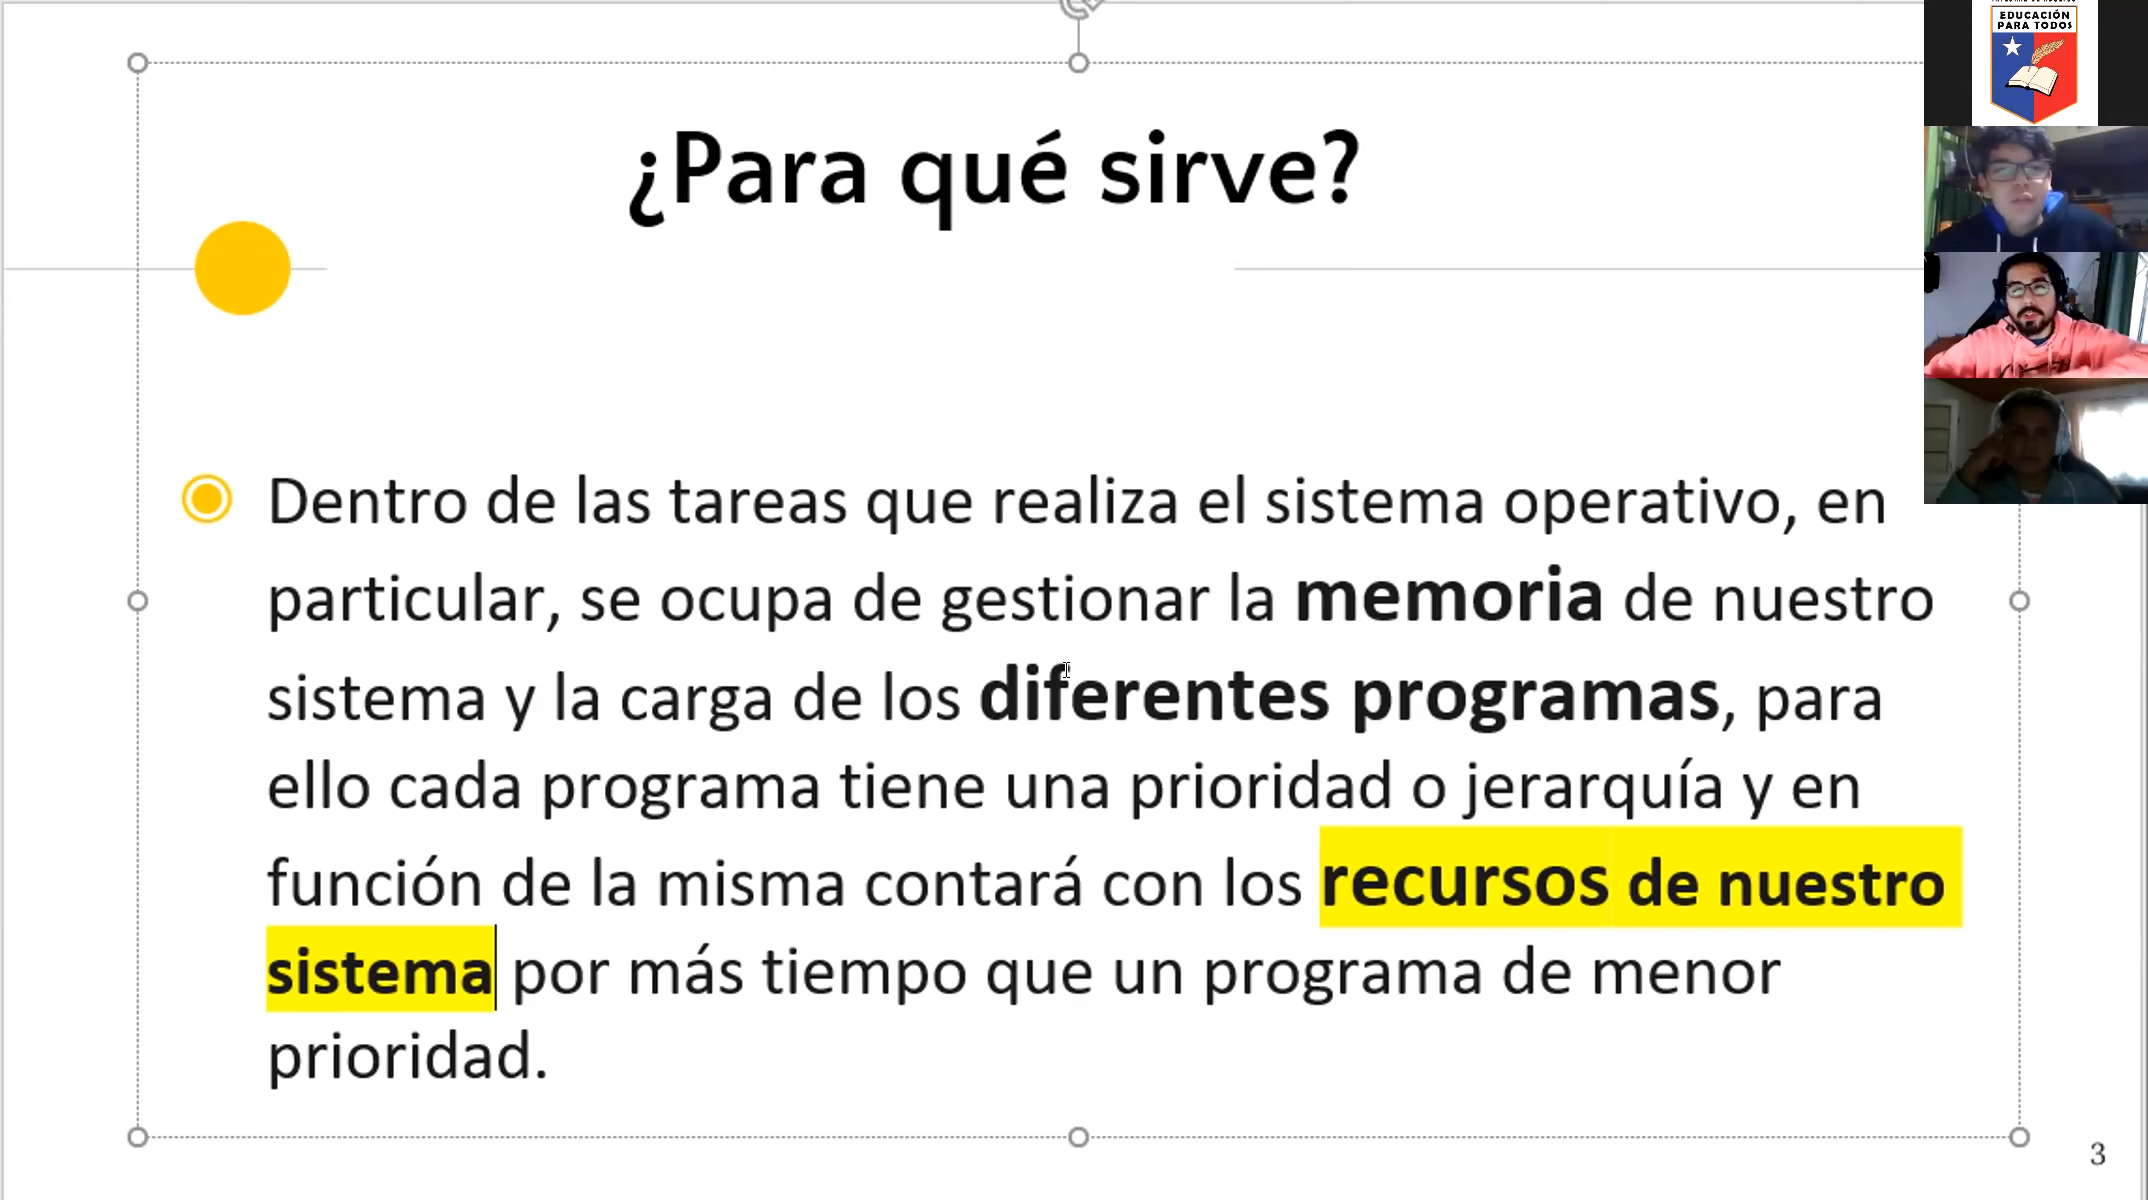 EDUCACIÓN
PARA TODOS
¿Para qué sirve?
Dentro de las tareas que realiza el sistema operativo, en
particular, se ocupa de gestionar la memoria de nuestro
sistema y la carga de los diferentes programas, para
ello cada programa tiene una prioridad o jerarquía y en
función de la misma contará con los recursos de nuestro
sistema por más tiempo que un programa de menor
prioridad.
3